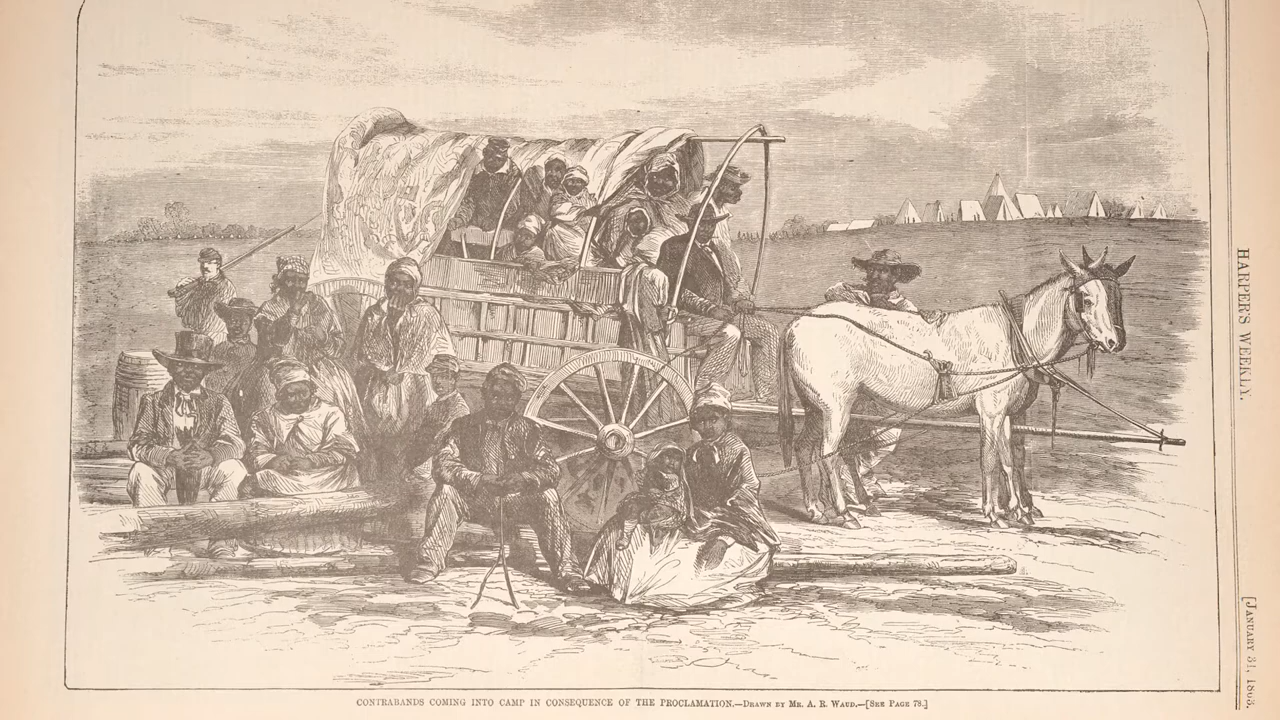 HARPER'S WEEKLY.
[JANUARY 31, 1863.
CONTRABANDS COMING INTO CAMP IN CONSEQUENCE OF THE PROCLAMATION.—DRAWN BY MR. A. R. WAUD.—[SEE PAGE 78.]